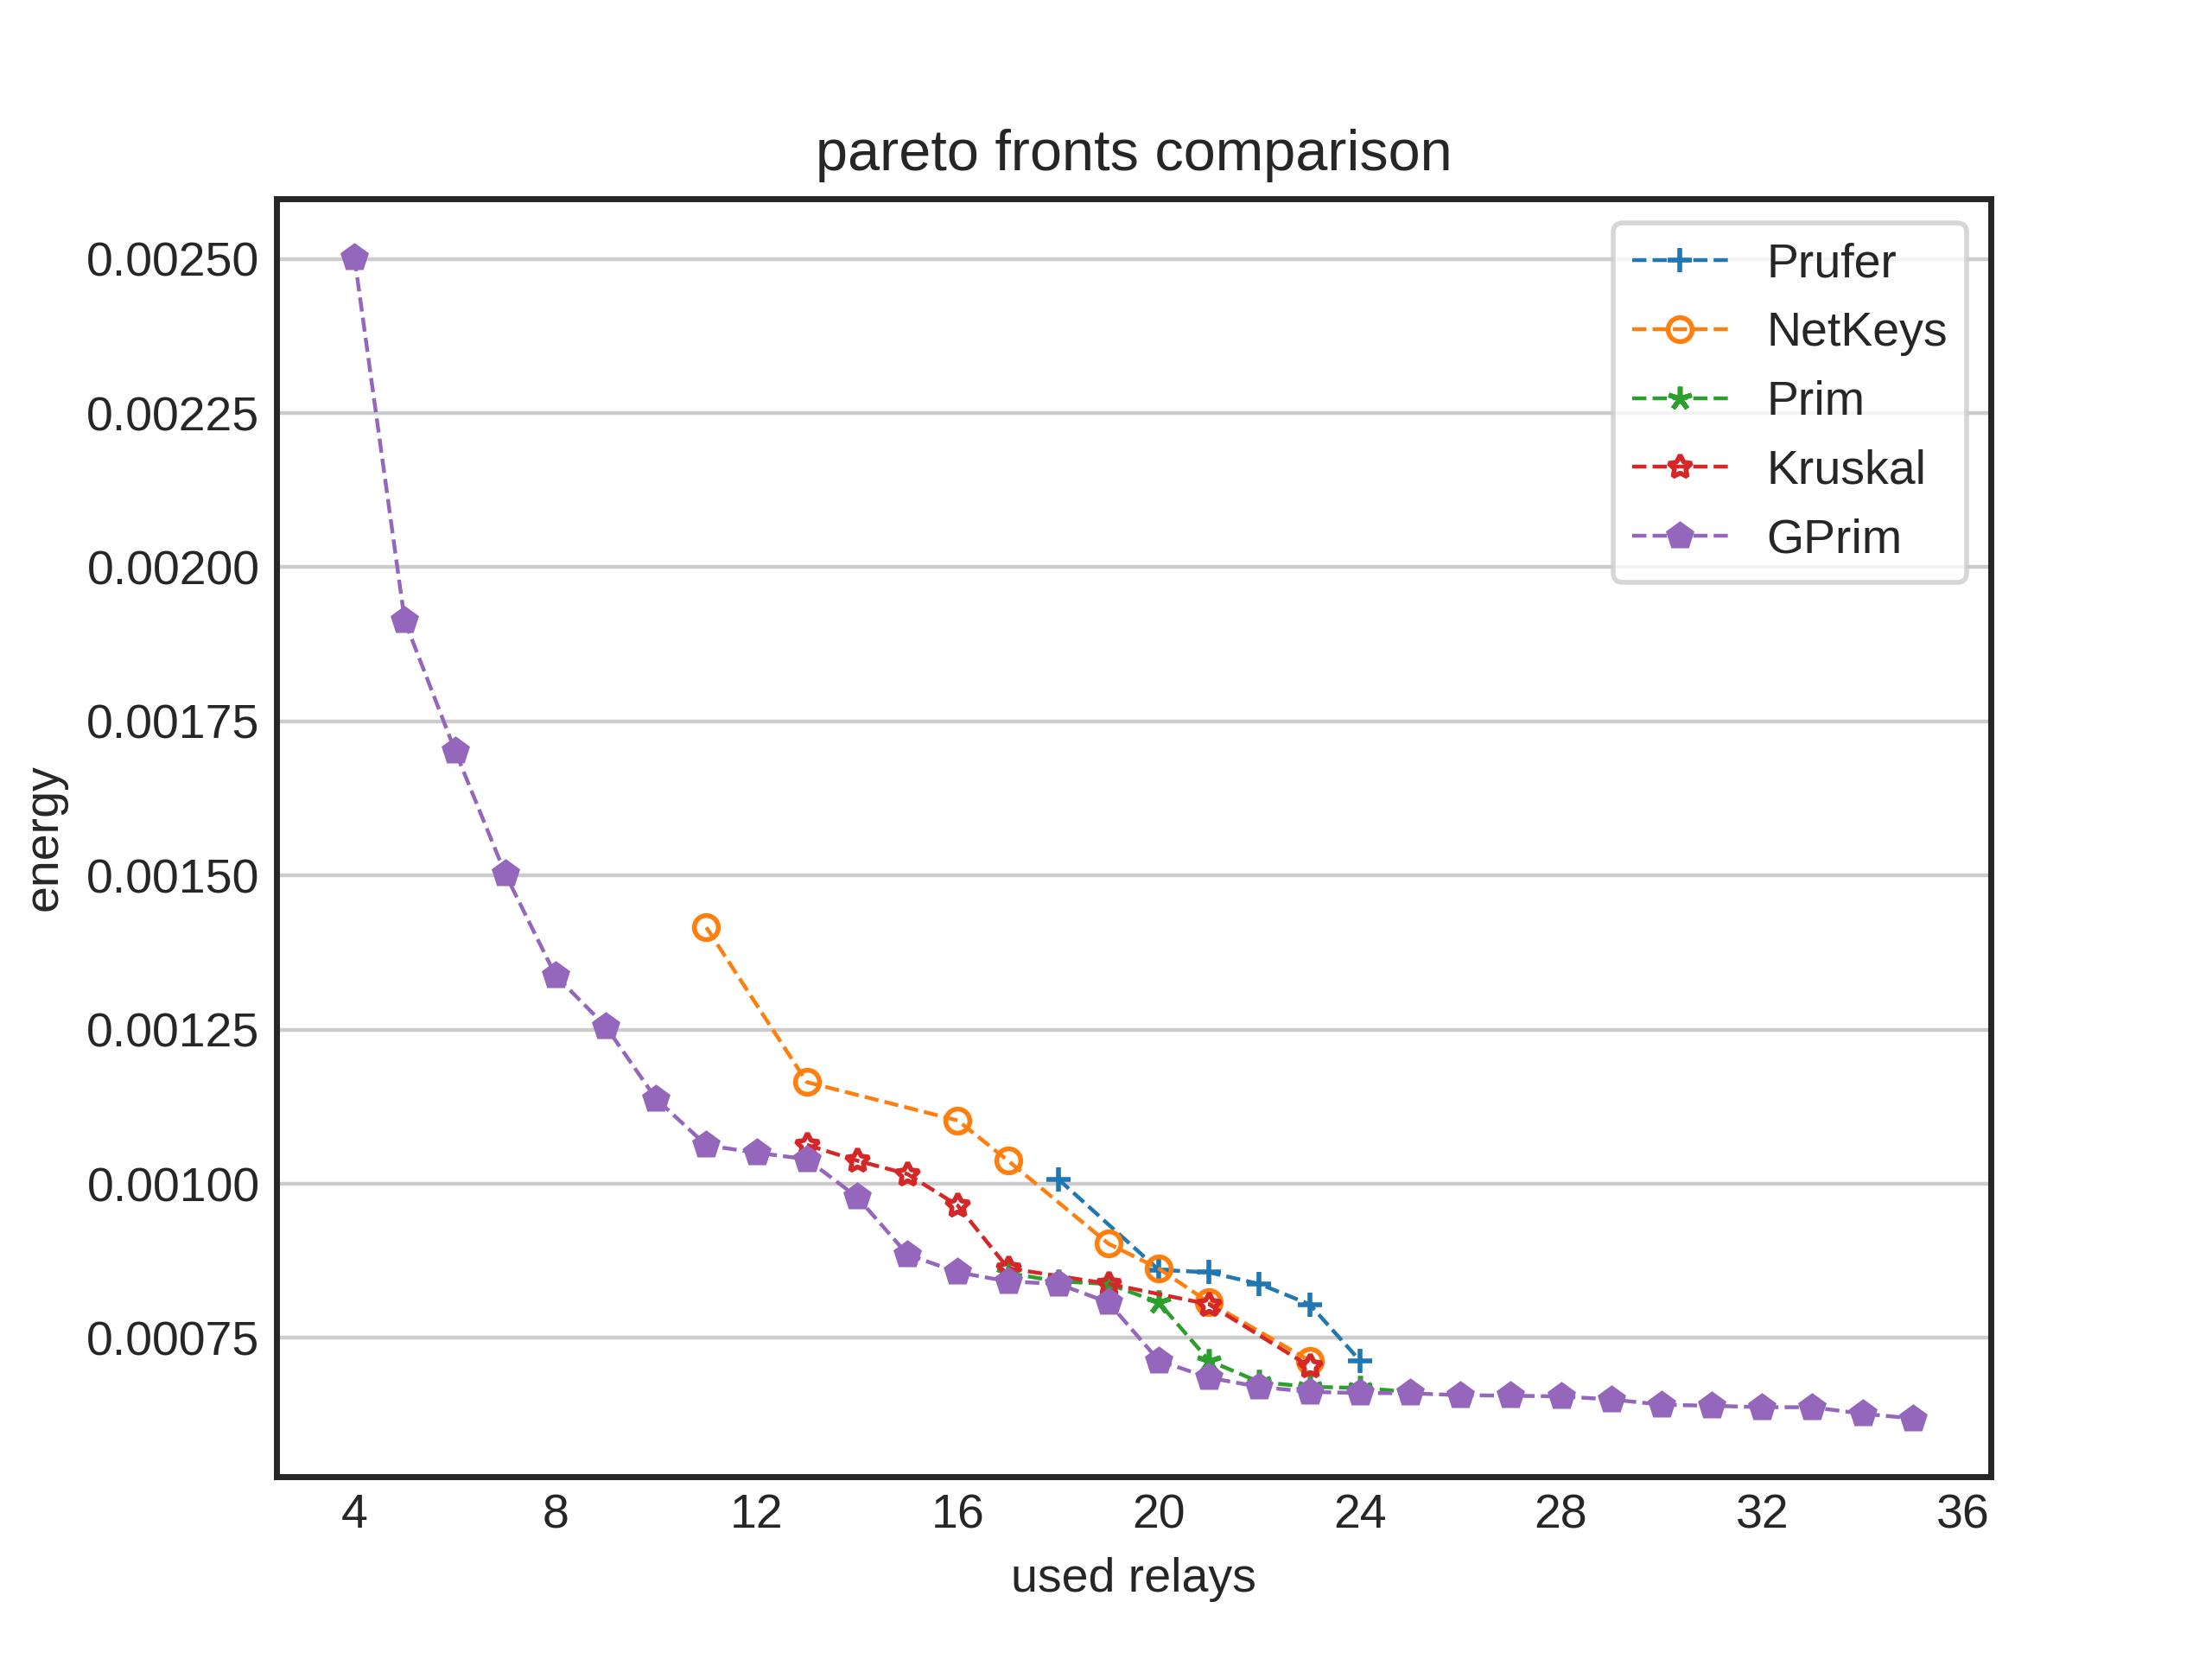 pareto fronts comparison
0.00250
0.00225
0.00200
0.00175
0.00150
0.00125
0.00100
0.00075
energy
Prufer
NetKeys
Prim
Kruskal
GPrim
4 8 12 16 20 24 28 32 36
used relays